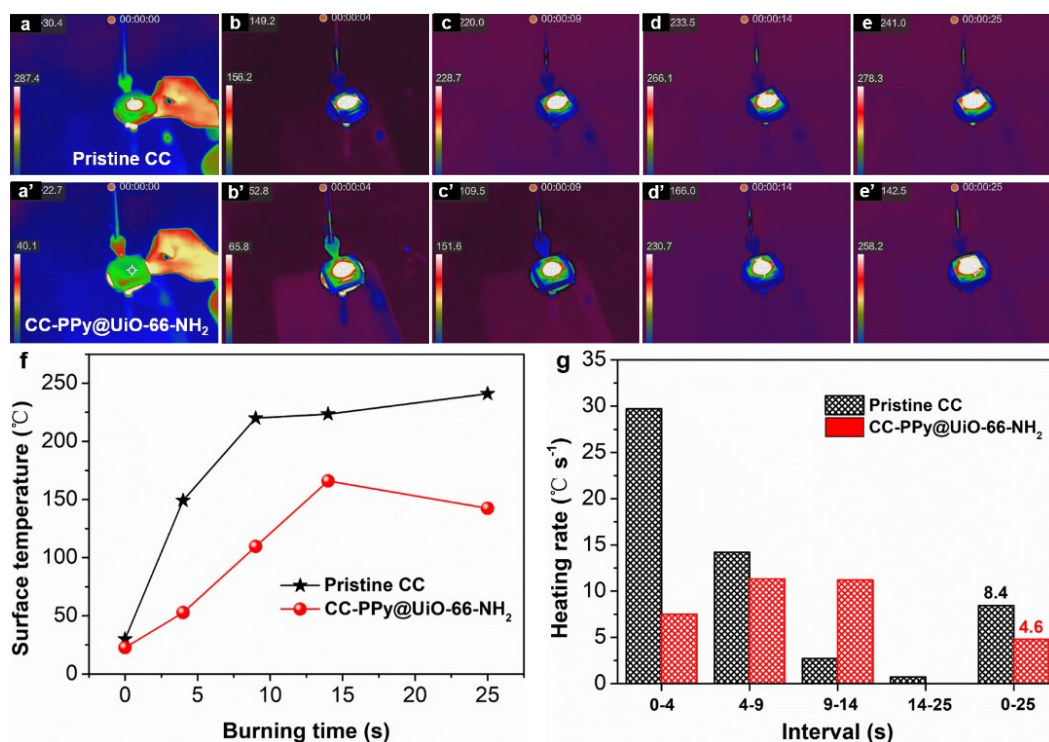 a -30.4 00:00:00
287.4
Pristine CC
b 149.2 00:00:04
156.2
c 220.0 00:00:09
228.7
d 233.5 00:00:14
266.1
e 241.0 00:00:25
278.3
a' -22.7 00:00:00
40.1
CC-PPy@UiO-66-NH₂
b' 52.8 00:00:04
65.8
c' 109.5 00:00:09
151.6
d' 166.0 00:00:14
230.7
e' 142.5 00:00:25
258.2
f
Surface temperature (℃)
250
200
150
100
50
0
Pristine CC
CC-PPy@UiO-66-NH₂
0 5 10 15 20 25
Burning time (s)
g
Heating rate (℃ s⁻¹)
35
30
25
20
15
10
5
0
Pristine CC
CC-PPy@UiO-66-NH₂
8.4
4.6
0-4 4-9 9-14 14-25 0-25
Interval (s)